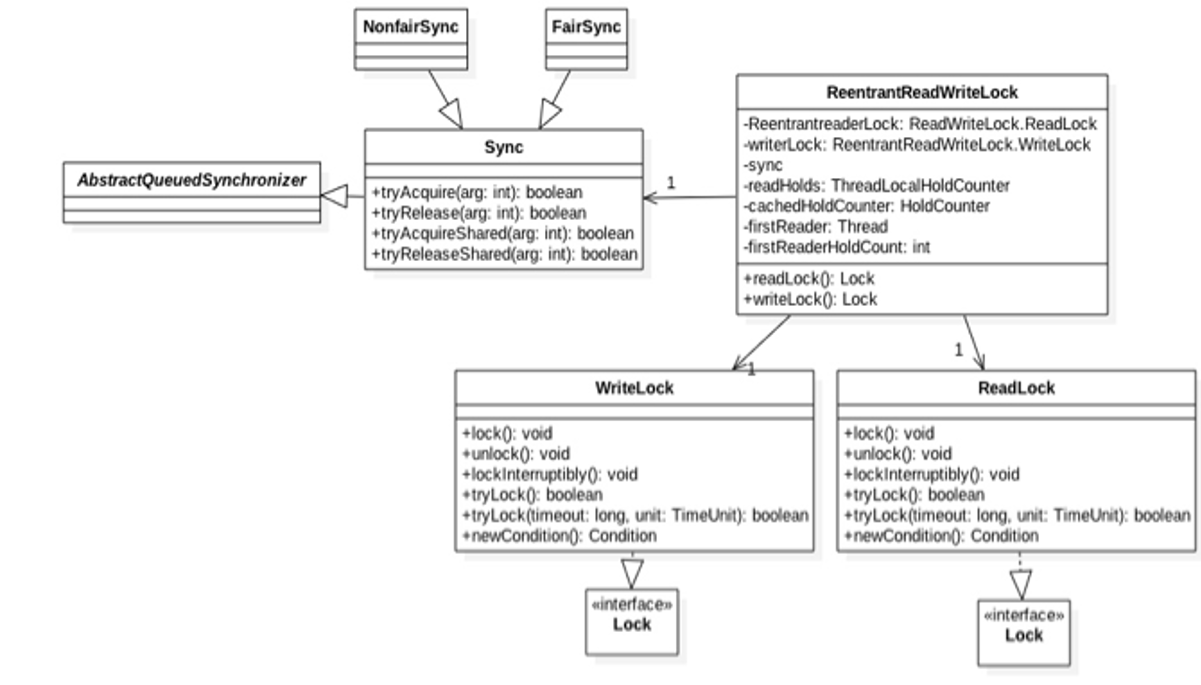 NonfairSync
FairSync
ReentrantReadWriteLock
-ReentrantreaderLock: ReadWriteLock.ReadLock
-writerLock: ReentrantReadWriteLock.WriteLock
-sync
-readHolds: ThreadLocalHoldCounter
-cachedHoldCounter: HoldCounter
-firstReader: Thread
-firstReaderHoldCount: int
+readLock(): Lock
+writeLock(): Lock
Sync
+tryAcquire(arg: int): boolean
+tryRelease(arg: int): boolean
+tryAcquireShared(arg: int): boolean
+tryReleaseShared(arg: int): boolean
AbstractQueuedSynchronizer
1
1
1
WriteLock
+lock(): void
+unlock(): void
+lockInterruptibly(): void
+tryLock(): boolean
+tryLock(timeout: long, unit: TimeUnit): boolean
+newCondition(): Condition
ReadLock
+lock(): void
+unlock(): void
+lockInterruptibly(): void
+tryLock(): boolean
+tryLock(timeout: long, unit: TimeUnit): boolean
+newCondition(): Condition
«interface»
Lock
«interface»
Lock